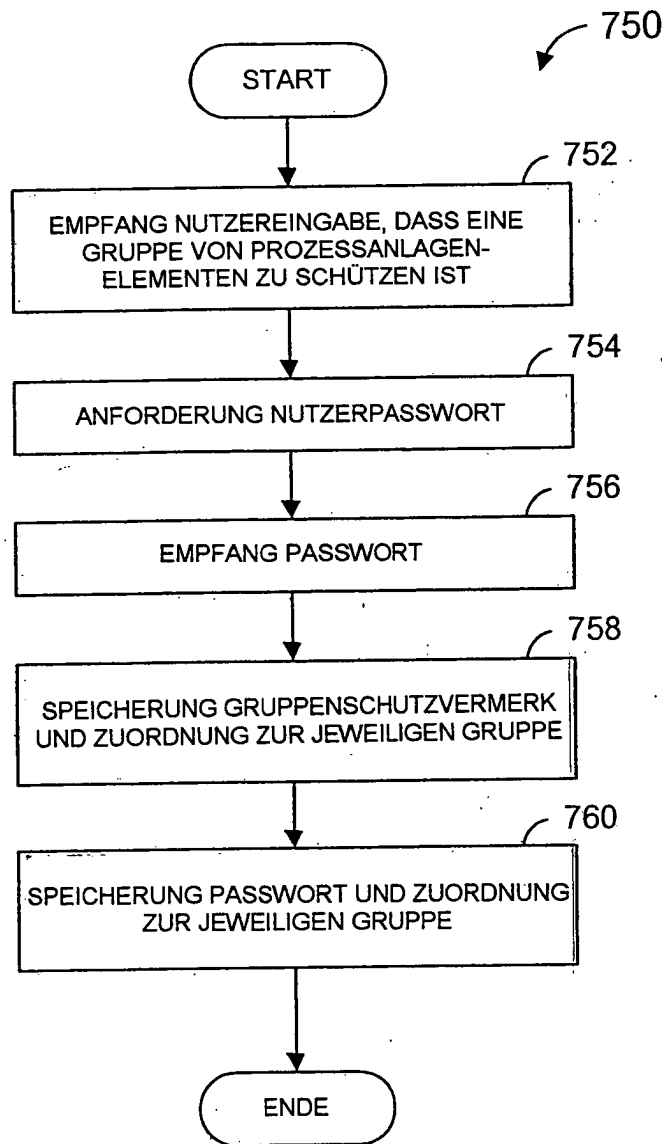 750
START
752
EMPFANG NUTZEREINGABE, DASS EINE
GRUPPE VON PROZESSANLAGEN-
ELEMENTEN ZU SCHÜTZEN IST
754
ANFORDERUNG NUTZERPASSWORT
756
EMPFANG PASSWORT
758
SPEICHERUNG GRUPPENSCHUTZVERMERK
UND ZUORDNUNG ZUR JEWEILIGEN GRUPPE
760
SPEICHERUNG PASSWORT UND ZUORDNUNG
ZUR JEWEILIGEN GRUPPE
ENDE